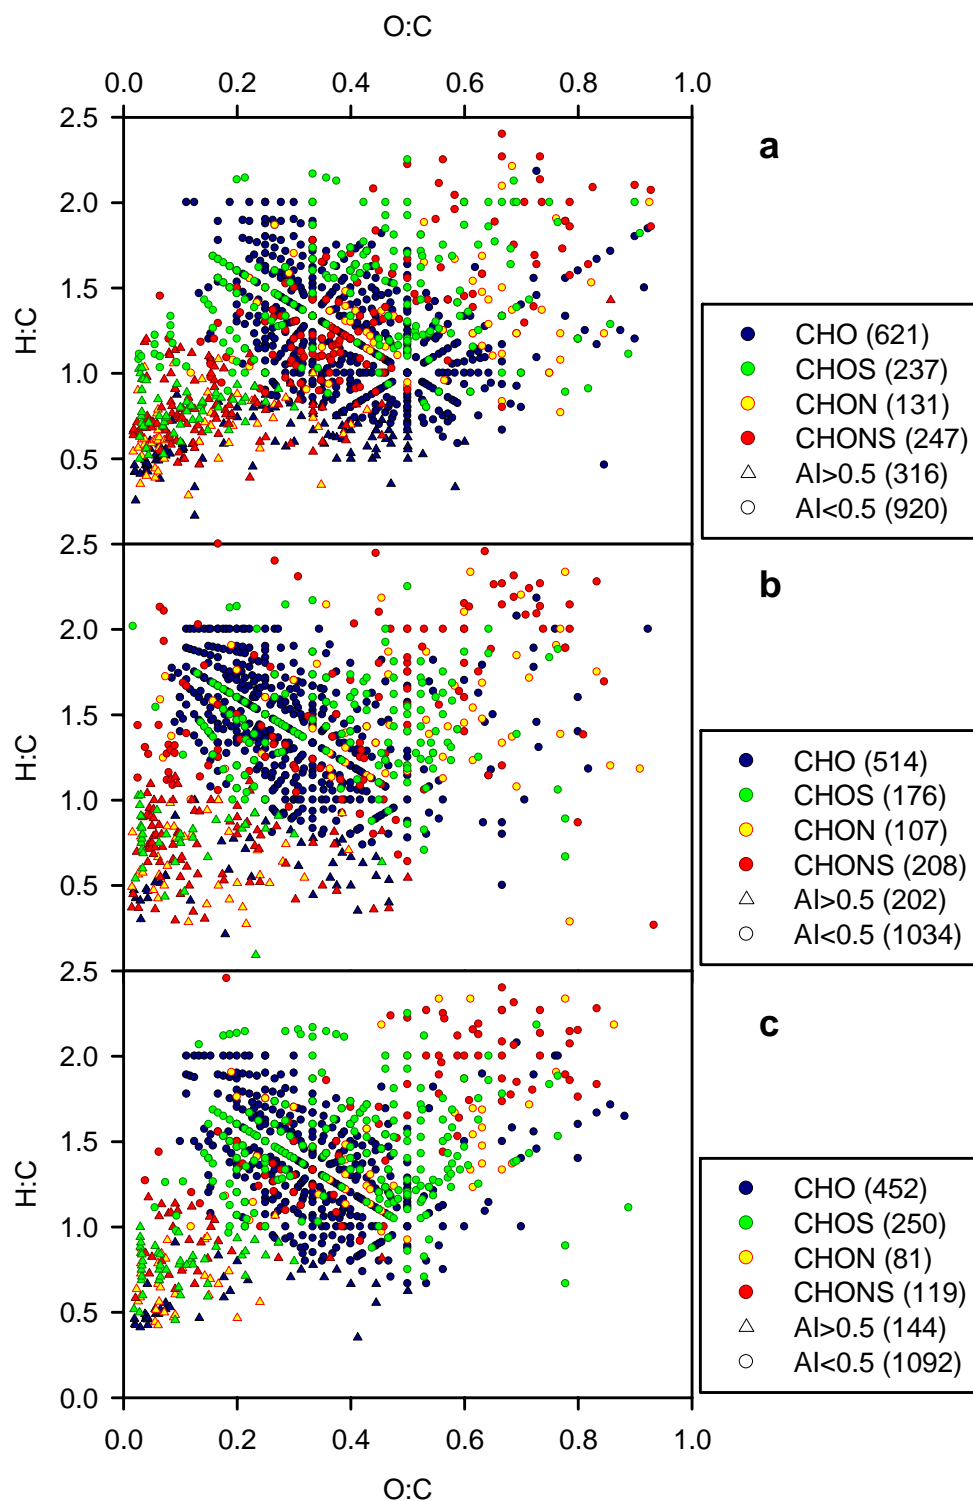 O:C
0.0 0.2 0.4 0.6 0.8 1.0
2.5
2.0
1.5
1.0
0.5
H:C
a
CHO (621)
CHOS (237)
CHON (131)
CHONS (247)
AI>0.5 (316)
AI<0.5 (920)
2.5
2.0
1.5
1.0
0.5
H:C
b
CHO (514)
CHOS (176)
CHON (107)
CHONS (208)
AI>0.5 (202)
AI<0.5 (1034)
2.5
2.0
1.5
1.0
0.5
0.0
H:C
c
CHO (452)
CHOS (250)
CHON (81)
CHONS (119)
AI>0.5 (144)
AI<0.5 (1092)
0.0 0.2 0.4 0.6 0.8 1.0
O:C